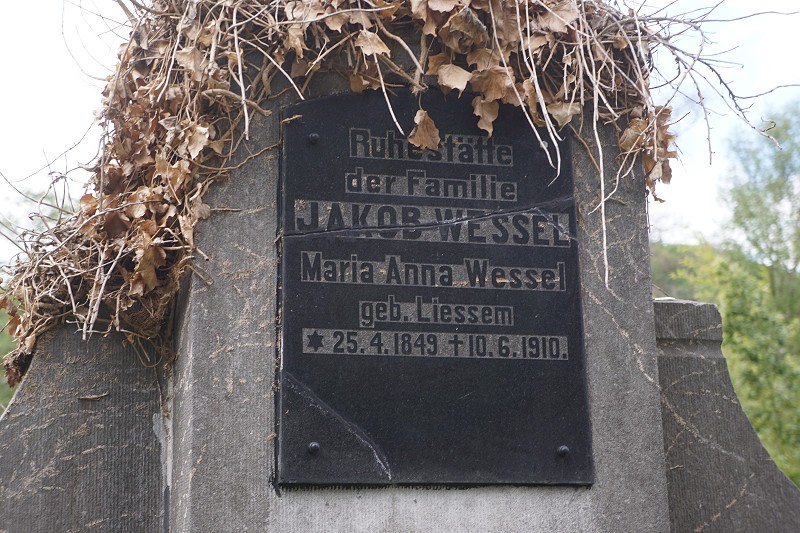 Ruhestätte
der Familie
JAKOB WESSEL
Maria Anna Wessel
geb. Liessem
✶ 25.4.1849 ✝ 10.6.1910.